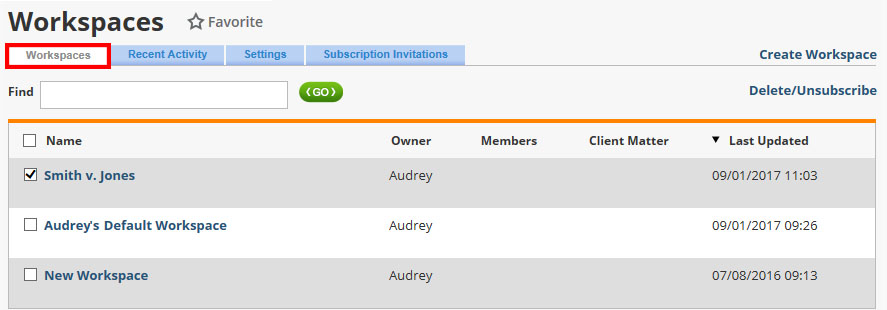 Workspaces Favorite
Workspaces Recent Activity Settings Subscription Invitations Create Workspace
Find GO Delete/Unsubscribe
Name Owner Members Client Matter Last Updated
Smith v. Jones Audrey 09/01/2017 11:03
Audrey's Default Workspace Audrey 09/01/2017 09:26
New Workspace Audrey 07/08/2016 09:13